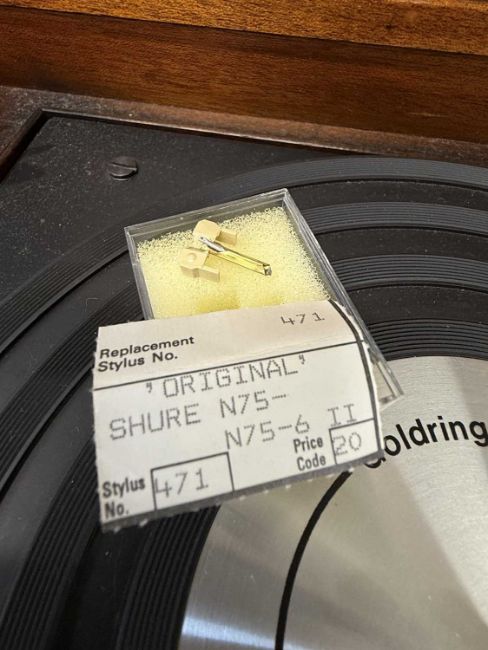 471
Replacement
Stylus No.
'ORIGINAL'
SHURE N75-
N75-6 II
Price
Code
20
Stylus
No.
471
Goldring